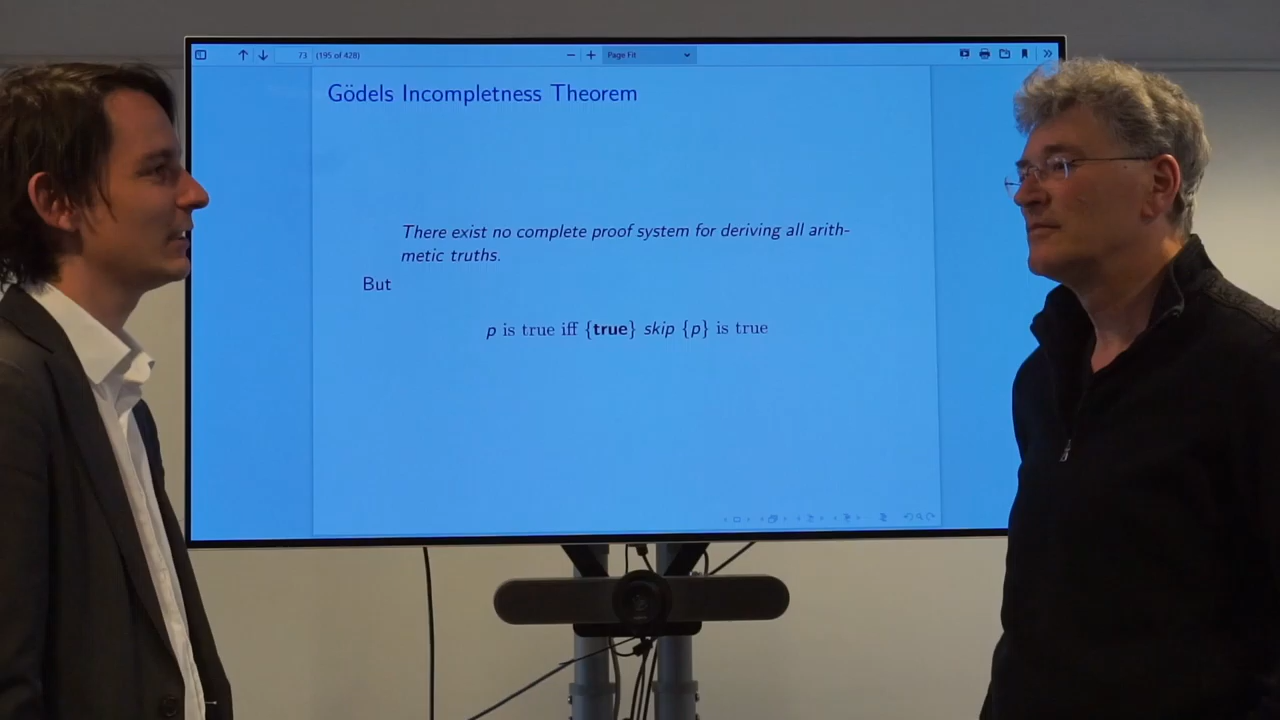 73 (195 of 428) Page Fit
Gödels Incompletness Theorem
There exist no complete proof system for deriving all arith-
metic truths.
But
p is true iff {true} skip {p} is true